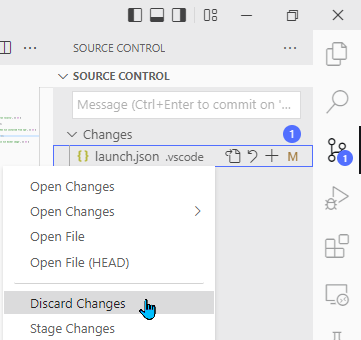 SOURCE CONTROL
SOURCE CONTROL
Message (Ctrl+Enter to commit on '...
Changes 1
launch.json .vscode M
1
Open Changes
Open Changes
Open File
Open File (HEAD)
Discard Changes
Stage Changes